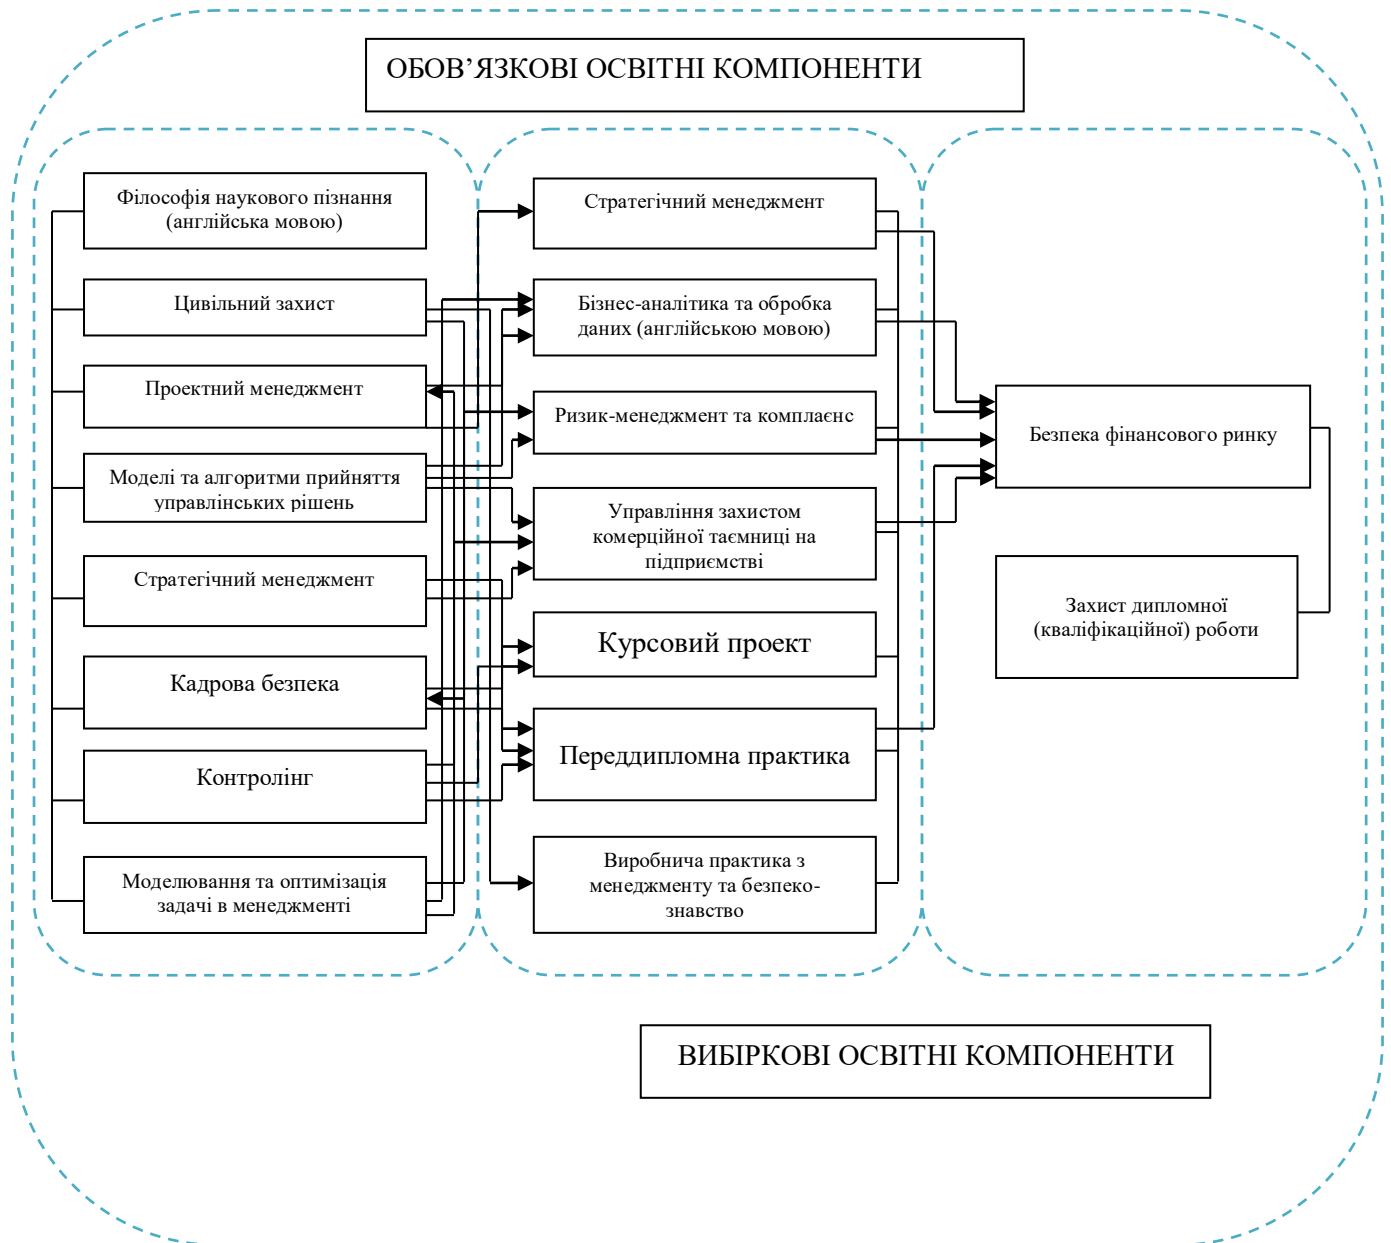 ОБОВ’ЯЗКОВІ ОСВІТНІ КОМПОНЕНТИ
Філософія наукового пізнання
(англійська мовою)
Цивільний захист
Проектний менеджмент
Моделі та алгоритми прийняття
управлінських рішень
Стратегічний менеджмент
Кадрова безпека
Контролінг
Моделювання та оптимізація
задачі в менеджменті
Стратегічний менеджмент
Бізнес-аналітика та обробка
даних (англійською мовою)
Ризик-менеджмент та комплаєнс
Управління захистом
комерційної таємниці на
підприємстві
Курсовий проект
Переддипломна практика
Виробнича практика з
менеджменту та безпеко-
знавство
Безпека фінансового ринку
Захист дипломної
(кваліфікаційної) роботи
ВИБІРКОВІ ОСВІТНІ КОМПОНЕНТИ